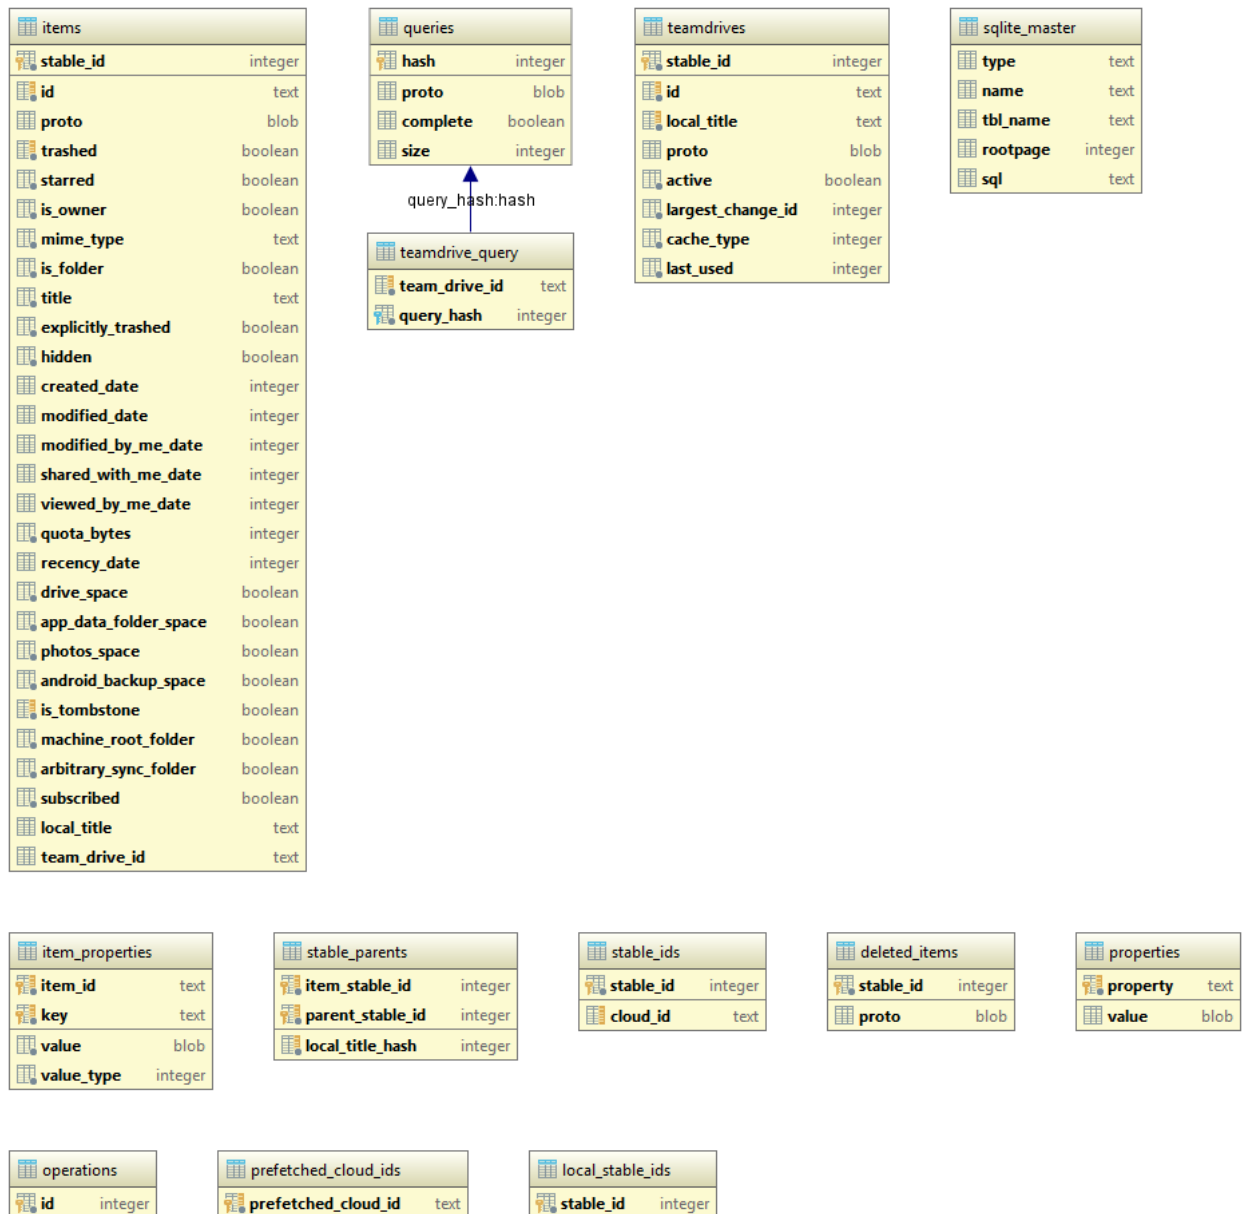 items
stable_id integer
id text
proto blob
trashed boolean
starred boolean
is_owner boolean
mime_type text
is_folder boolean
title text
explicitly_trashed boolean
hidden boolean
created_date integer
modified_date integer
modified_by_me_date integer
shared_with_me_date integer
viewed_by_me_date integer
quota_bytes integer
recency_date integer
drive_space boolean
app_data_folder_space boolean
photos_space boolean
android_backup_space boolean
is_tombstone boolean
machine_root_folder boolean
arbitrary_sync_folder boolean
subscribed boolean
local_title text
team_drive_id text
queries
hash integer
proto blob
complete boolean
size integer
query_hash:hash
teamdrive_query
team_drive_id text
query_hash integer
teamdrives
stable_id integer
id text
local_title text
proto blob
active boolean
largest_change_id integer
cache_type integer
last_used integer
sqlite_master
type text
name text
tbl_name text
rootpage integer
sql text
item_properties
item_id text
key text
value blob
value_type integer
stable_parents
item_stable_id integer
parent_stable_id integer
local_title_hash integer
stable_ids
stable_id integer
cloud_id text
deleted_items
stable_id integer
proto blob
properties
property text
value blob
operations
id integer
prefetched_cloud_ids
prefetched_cloud_id text
local_stable_ids
stable_id integer